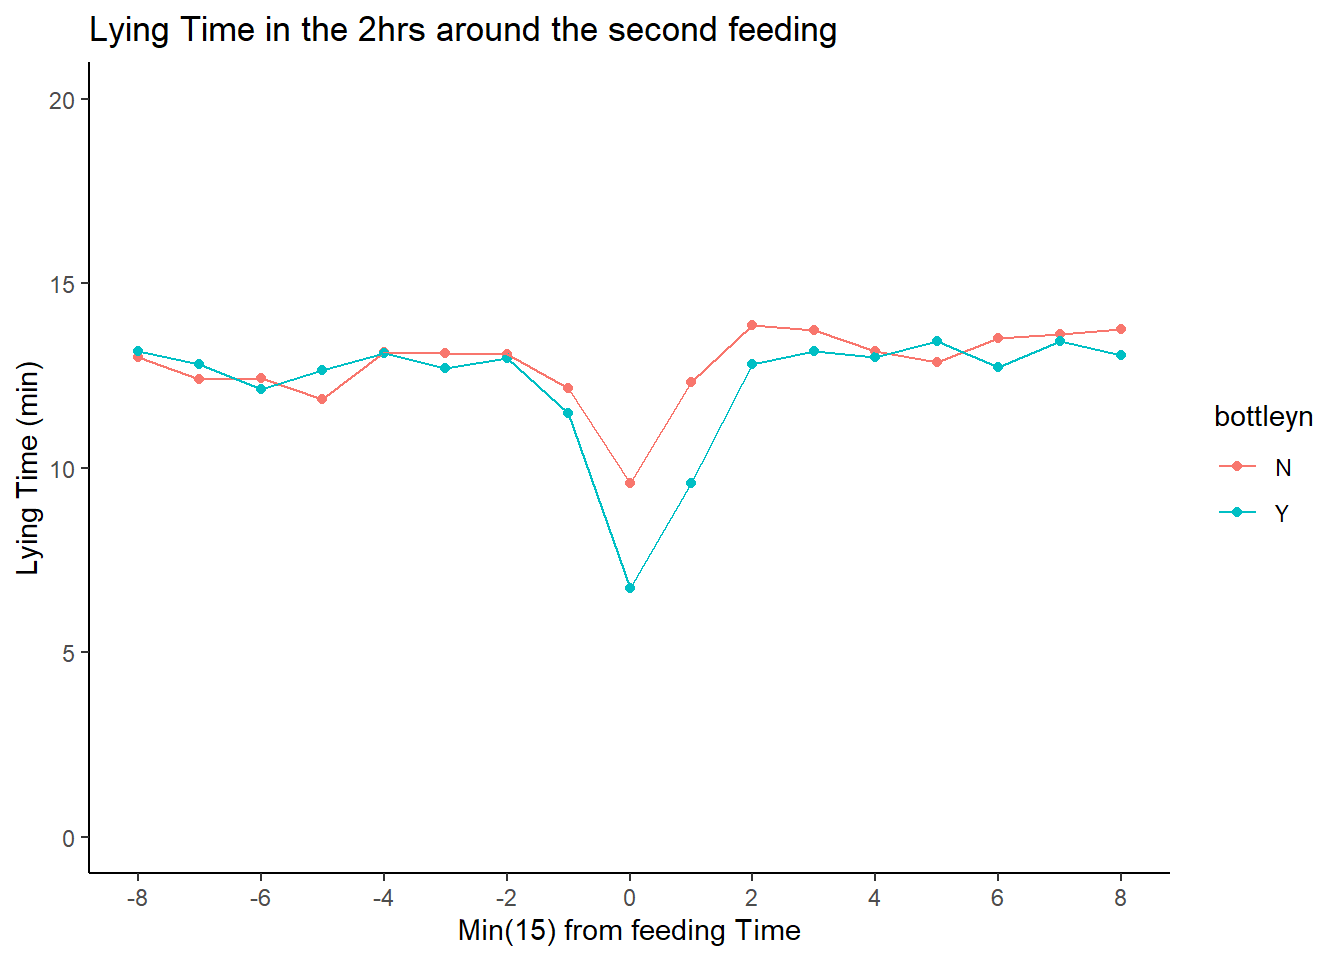 Lying Time in the 2hrs around the second feeding
20
15
10
5
0
Lying Time (min)
-8 -6 -4 -2 0 2 4 6 8
Min(15) from feeding Time
bottleyn
N
Y